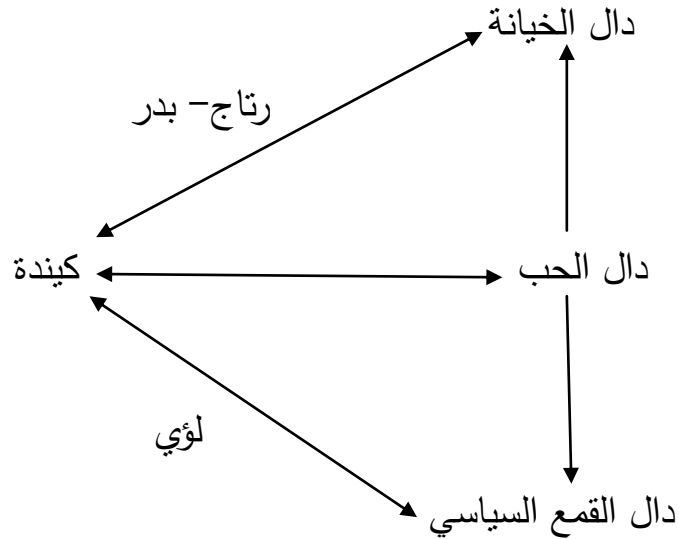 دال الخيانة
رتاج– بدر
دال الحب
كيندة
لؤي
دال القمع السياسي